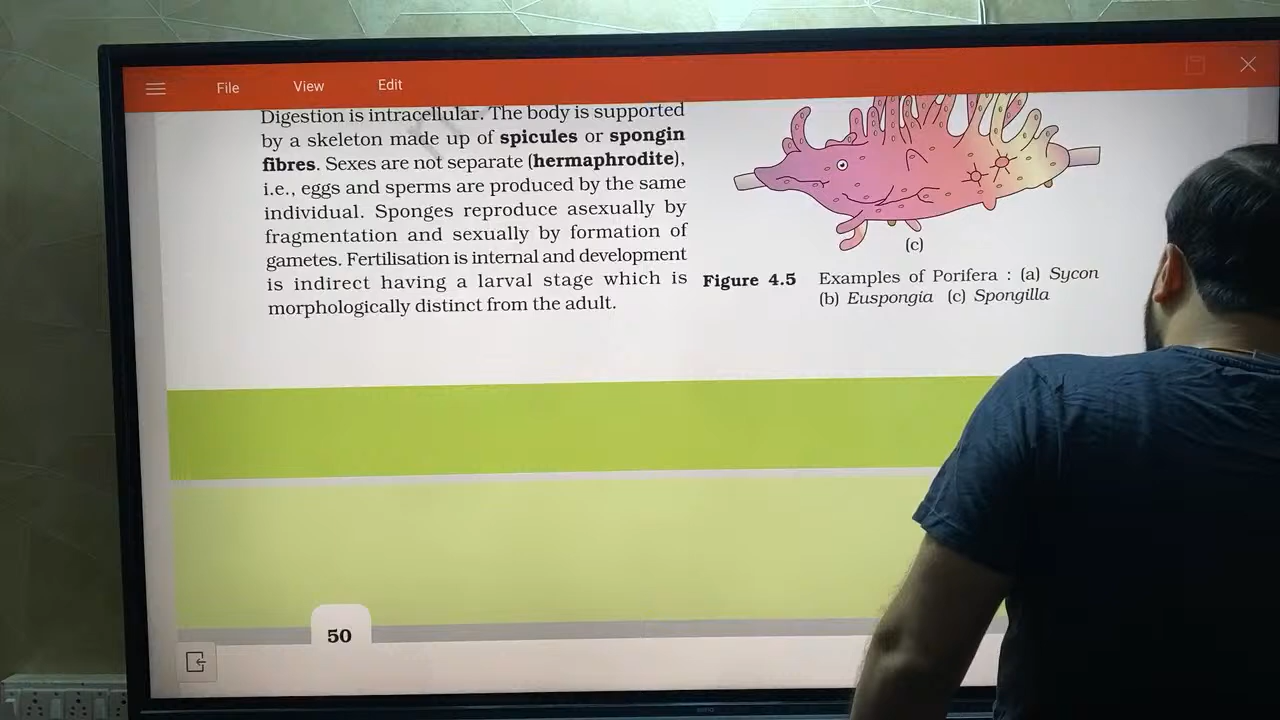 File View Edit
Digestion is intracellular. The body is supported
by a skeleton made up of spicules or spongin
fibres. Sexes are not separate (hermaphrodite),
i.e., eggs and sperms are produced by the same
individual. Sponges reproduce asexually by
fragmentation and sexually by formation of
gametes. Fertilisation is internal and development
is indirect having a larval stage which is
morphologically distinct from the adult.
(c)
Figure 4.5 Examples of Porifera : (a) Sycon
(b) Euspongia (c) Spongilla
50